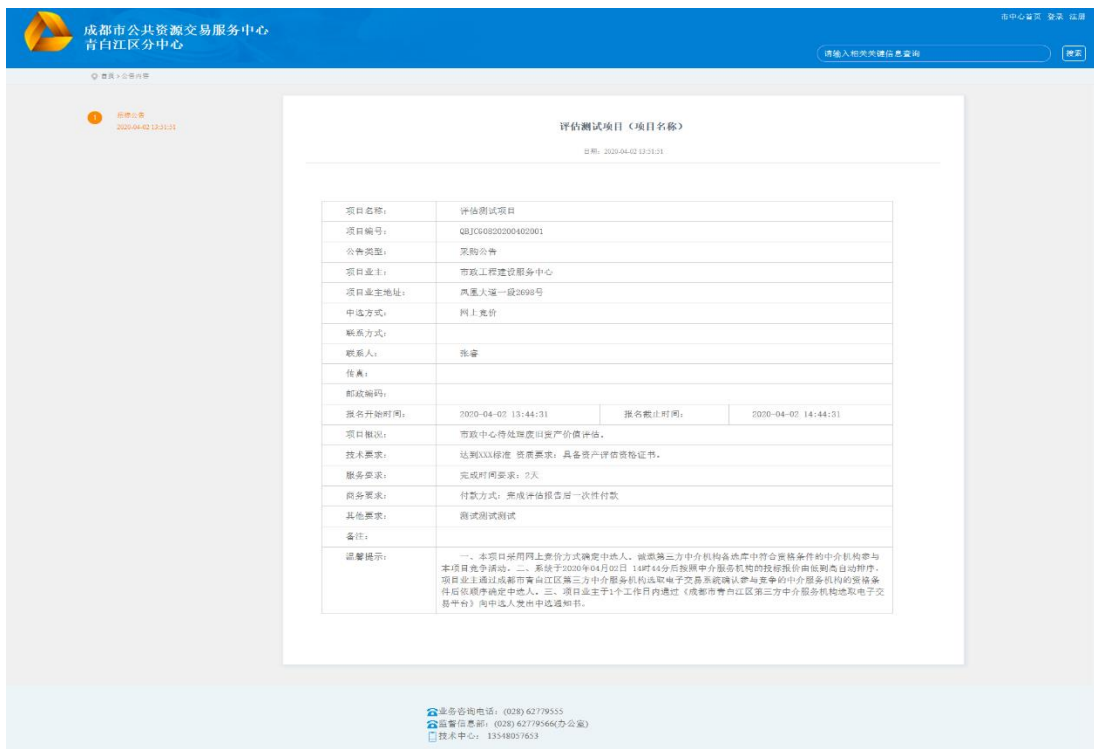 市中心首页 登录 注册
成都市公共资源交易服务中心
青白江区分中心
请输入相关关键信息查询
搜索
首页>公告内容
1
招标公告
2020-04-02 13:31:31
评估测试项目(项目名称)
日期: 2020-04-02 13:31:31
项目名称: 评估测试项目
项目编号: QBJCG0820200402001
公告类型: 采购公告
项目业主: 市政工程建设服务中心
项目业主地址: 凤凰大道一段2698号
中选方式: 网上竞价
联系方式:
联系人: 张睿
传真:
邮政编码:
报名开始时间: 2020-04-02 13:44:31 报名截止时间: 2020-04-02 14:44:31
项目概况: 市政中心待处理废旧资产价值评估。
技术要求: 达到XXX标准 资质要求:具备资产评估资格证书。
服务要求: 完成时间要求:2天
商务要求: 付款方式:完成评估报告后一次性付款
其他要求: 测试测试测试
备注:
温馨提示: 一、本项目采用网上竞价方式确定中选人。诚邀第三方中介机构备选库中符合资格条件的中介机构参与
本项目竞争活动。二、系统于2020年04月02日 14时44分后按照中介服务机构的投标报价由低到高自动排序。
项目业主通过成都市青白江区第三方中介服务机构选取电子交易系统确认参与竞争的中介服务机构的资格条
件后依顺序确定中选人。三、项目业主于1个工作日内通过《成都市青白江区第三方中介服务机构选取电子交
易平台》向中选人发出中选通知书。
业务咨询电话: (028) 62779555
监督信息部: (028) 62779566(办公室)
技术中心: 13548057653